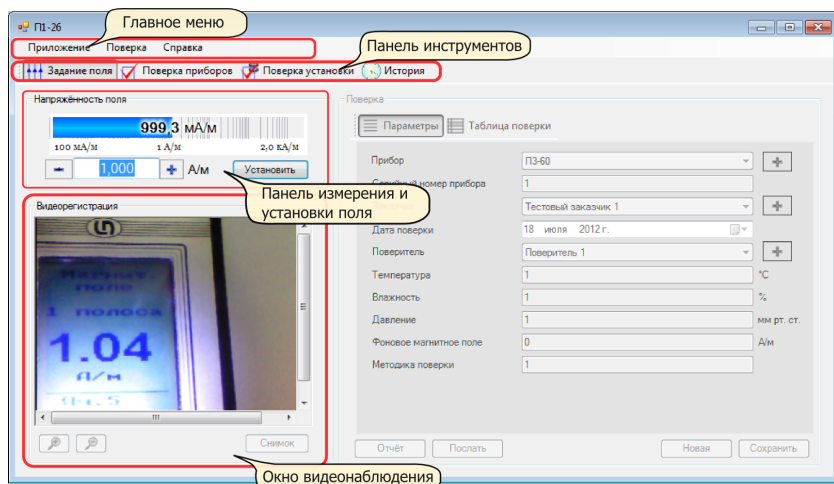 П1-26
Главное меню
Приложение Поверка Справка
Панель инструментов
Задание поля Поверка приборов Поверка установки История
Напряжённость поля
999,3 мА/м
100 мА/м 1 А/м 2,0 кА/м
1,000 А/м Установить
Панель измерения и
установки поля
Видеорегистрация
Магнит.
поле
1 полоса
1.04
А/м
Окно видеонаблюдения
Снимок
Поверка
Параметры Таблица поверки
Прибор П3-60
Серийный номер прибора 1
Тестовый заказчик 1
Дата поверки 18 июля 2012 г.
Поверитель Поверитель 1
Температура 1 °C
Влажность 1 %
Давление 1 мм рт. ст.
Фоновое магнитное поле 0 А/м
Методика поверки 1
Отчёт Послать Новая Сохранить